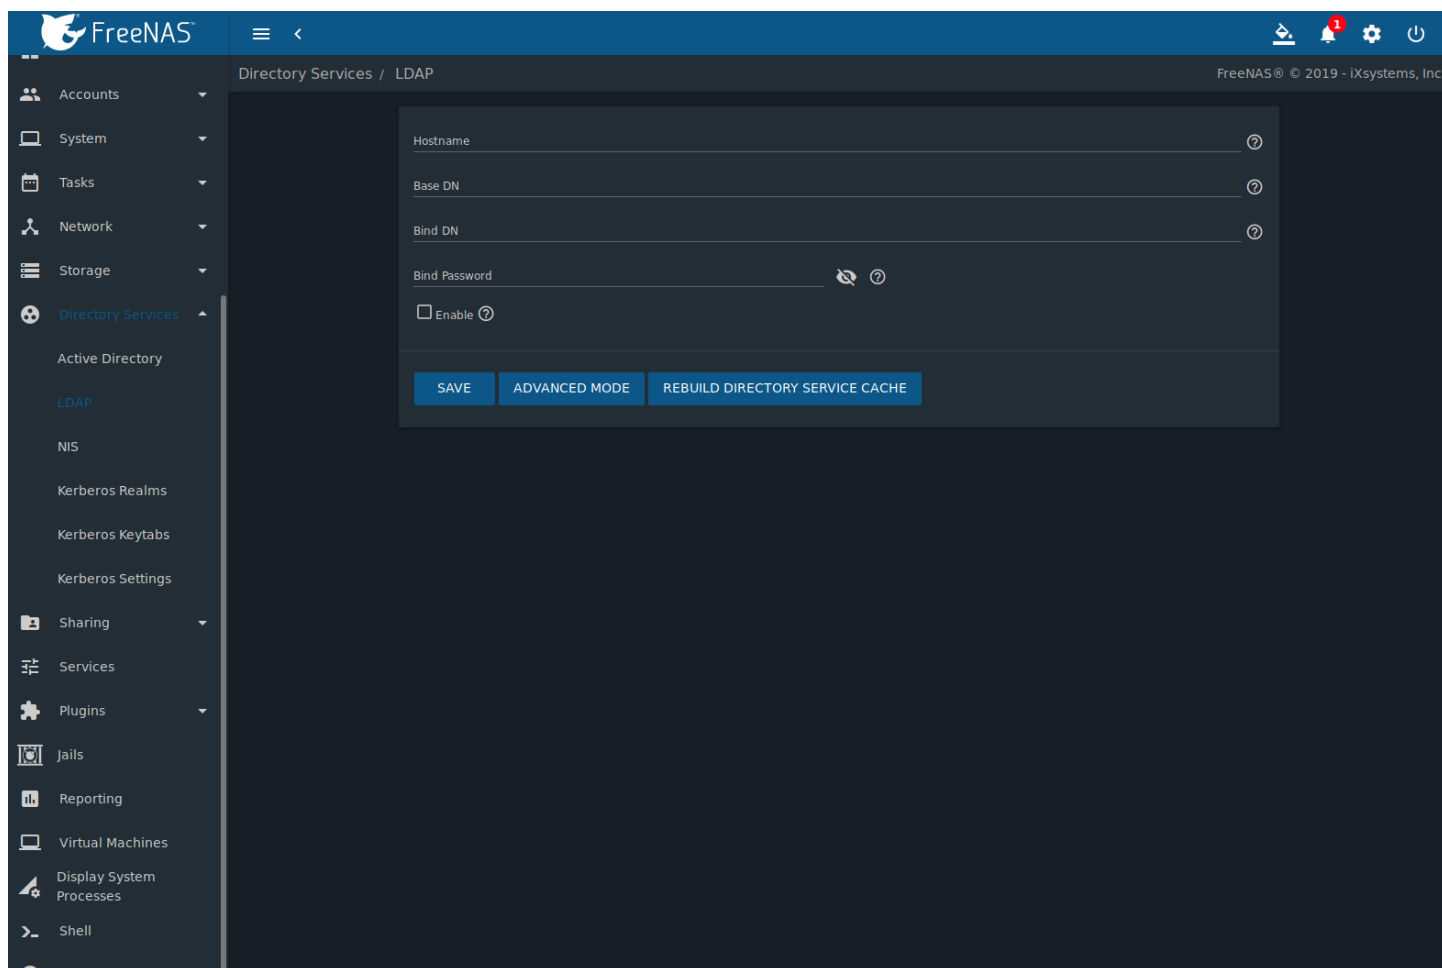 FreeNAS™
1
Directory Services / LDAP
FreeNAS® © 2019 - iXsystems, Inc
Accounts
System
Tasks
Network
Storage
Directory Services
Active Directory
LDAP
NIS
Kerberos Realms
Kerberos Keytabs
Kerberos Settings
Sharing
Services
Plugins
Jails
Reporting
Virtual Machines
Display System
Processes
Shell
Hostname
Base DN
Bind DN
Bind Password
Enable
SAVE
ADVANCED MODE
REBUILD DIRECTORY SERVICE CACHE